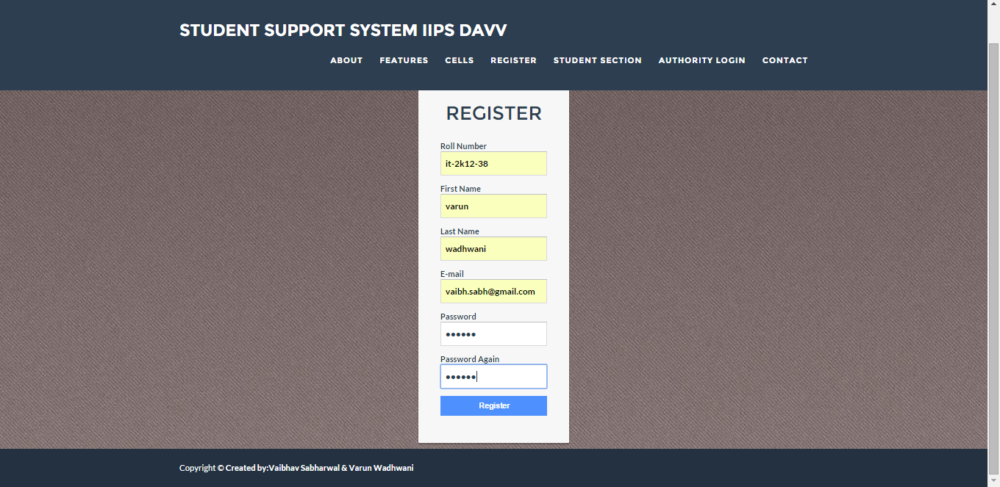 STUDENT SUPPORT SYSTEM IIPS DAVV
ABOUT FEATURES CELLS REGISTER STUDENT SECTION AUTHORITY LOGIN CONTACT
REGISTER
Roll Number
it-2k12-38
First Name
varun
Last Name
wadhwani
E-mail
vaibh.sabh@gmail.com
Password
••••••
Password Again
••••••
Register
Copyright © Created by:Vaibhav Sabharwal & Varun Wadhwani